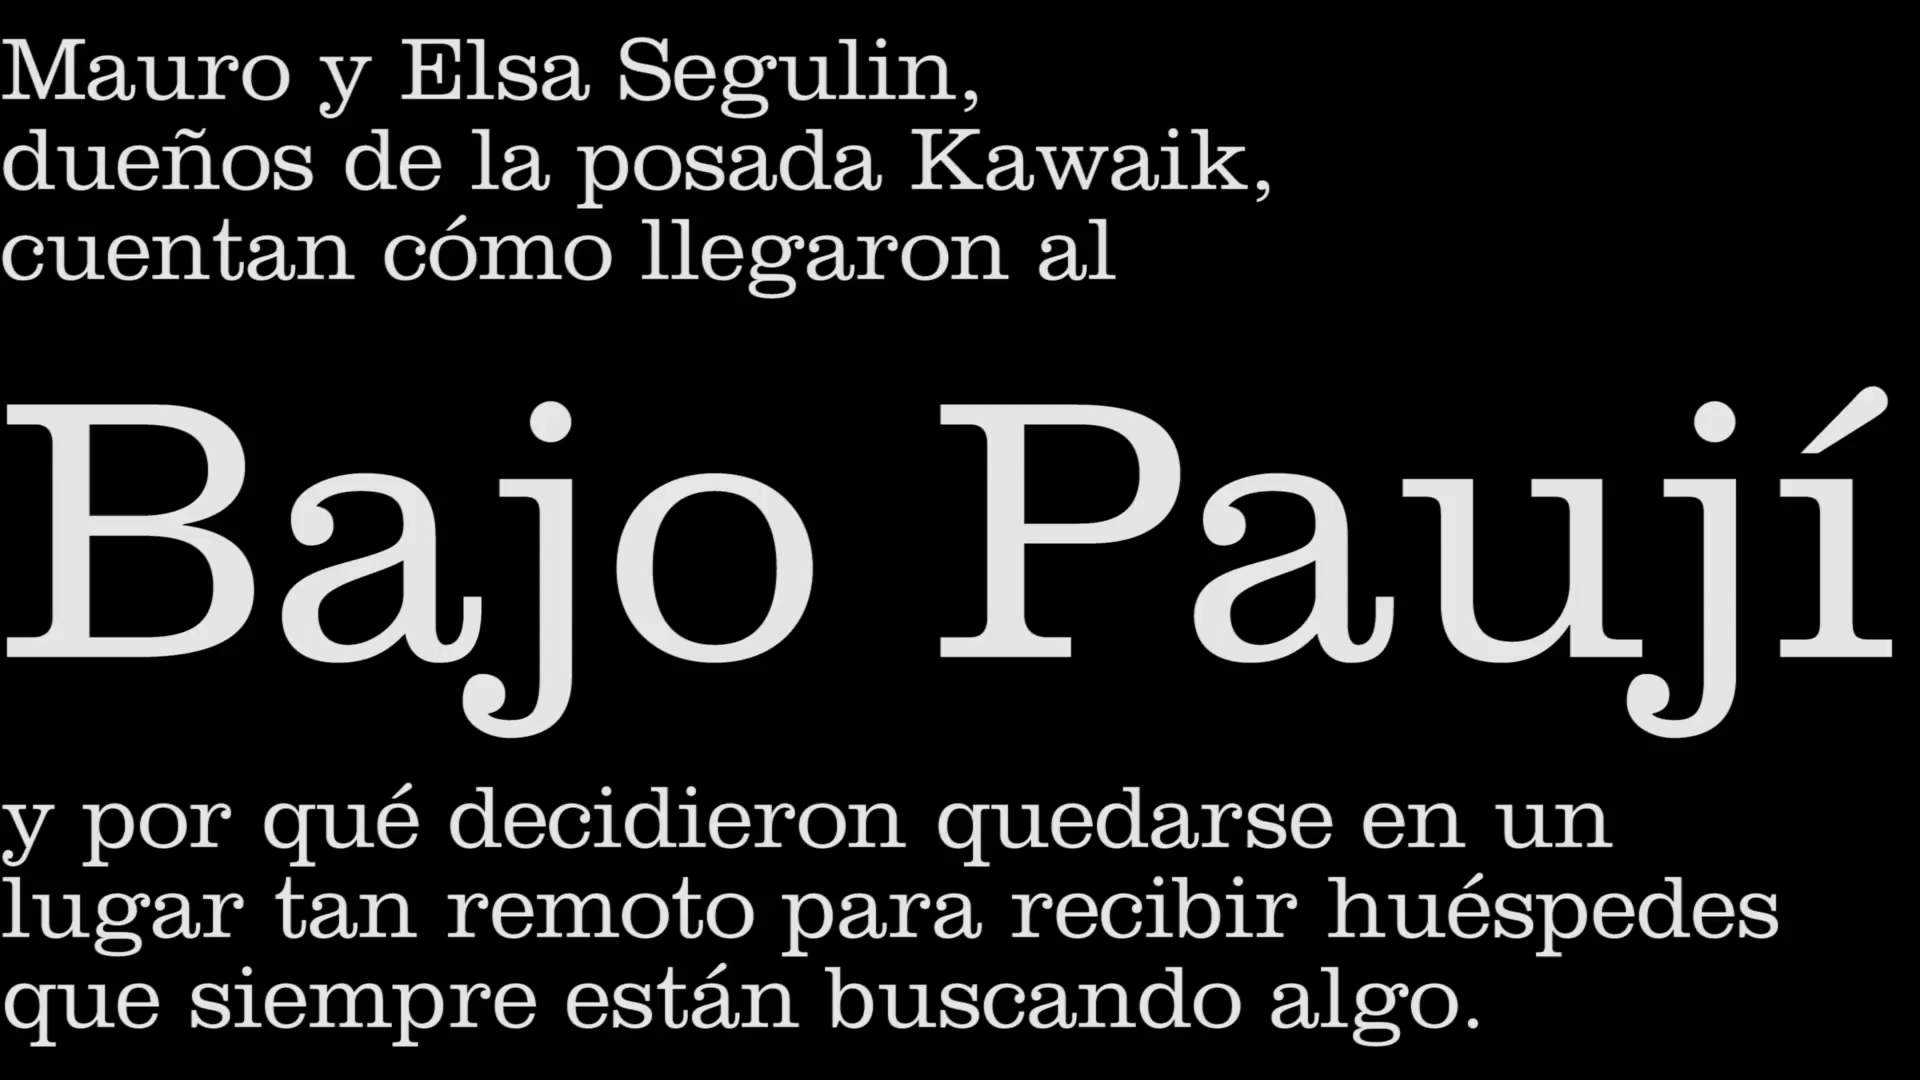 Mauro y Elsa Segulin,
dueños de la posada Kawaik,
cuentan cómo llegaron al
Bajo Paují
y por qué decidieron quedarse en un
lugar tan remoto para recibir huéspedes
que siempre están buscando algo.